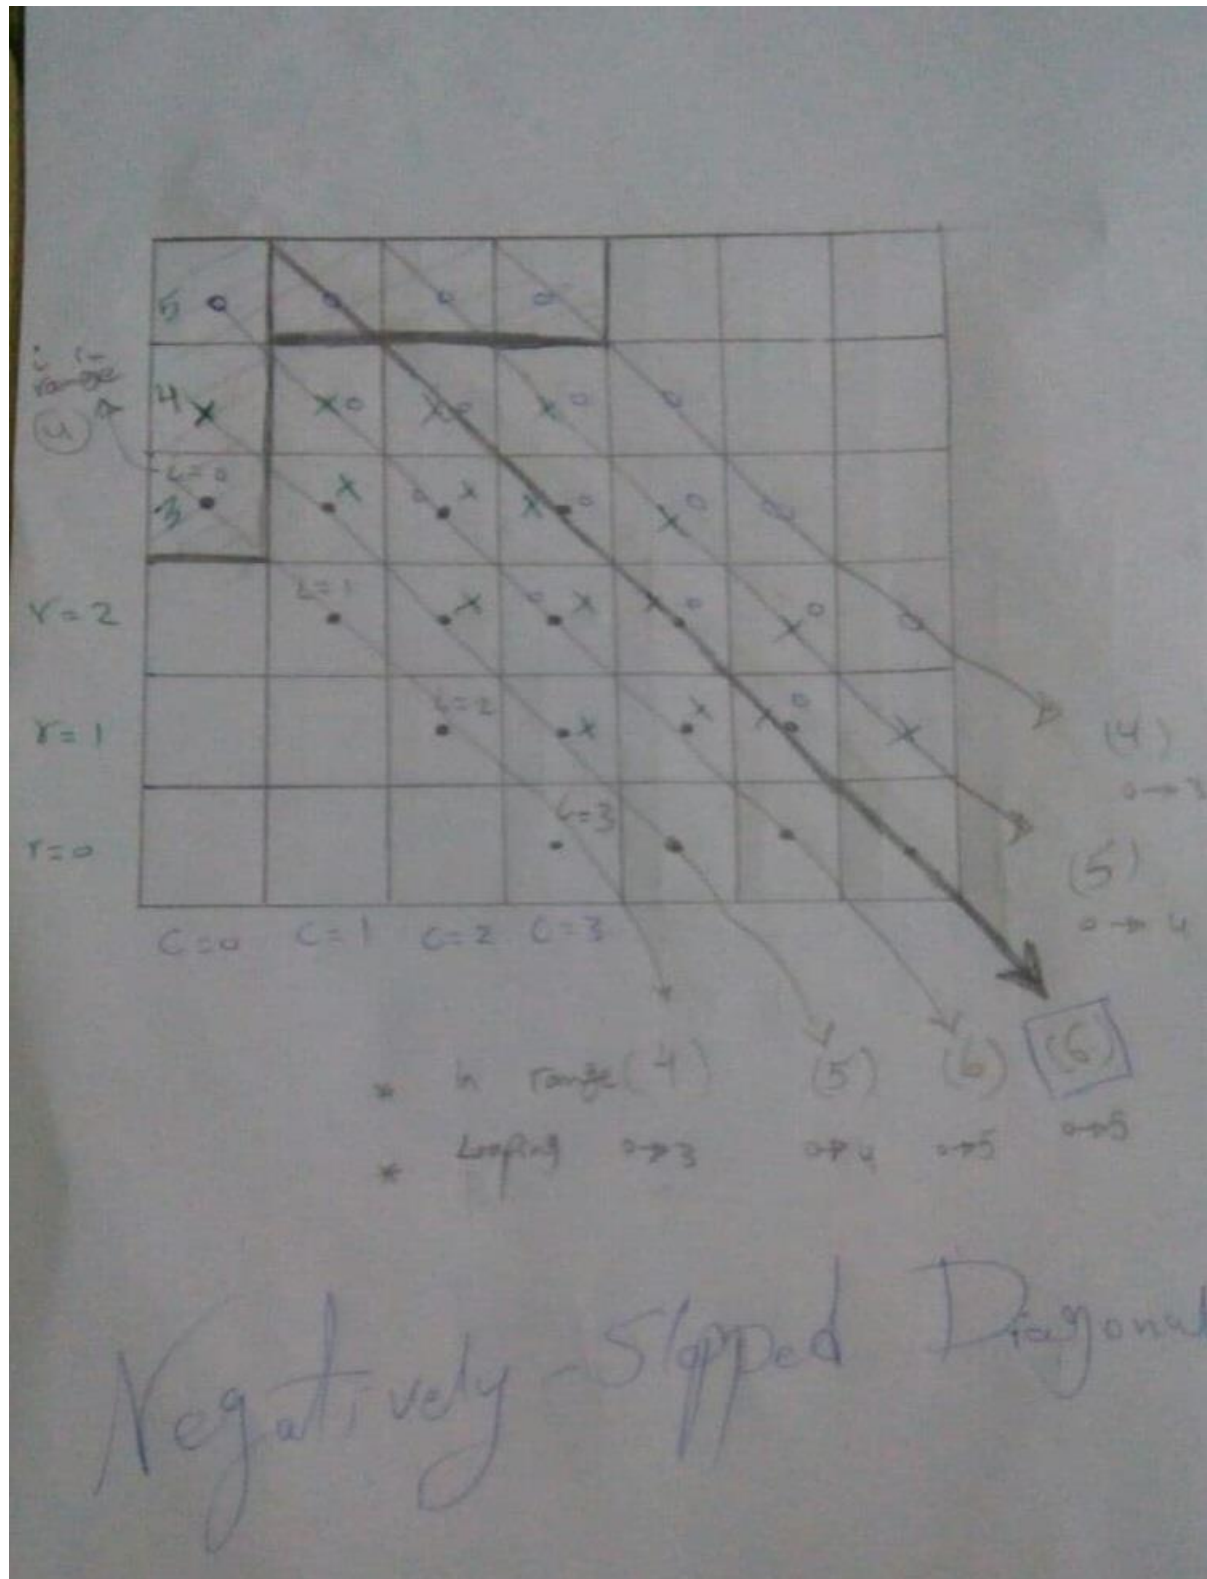 5
i in
range
(4)
4
i=0
3
r=2
i=1
r=1
i=2
(4)
0→3
i=3
r=0
(5)
0→4
C=0 C=1 C=2 C=3
* in range(4) (5) (6) (6)
* Looping 0→3 0→4 0→5 0→5
Negatively-Slopped Diagonal